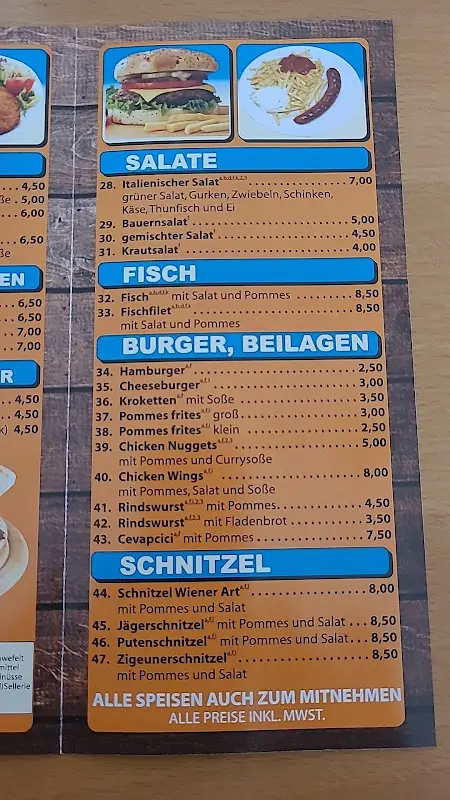 4,50
ße . 5,00
6,00
6,50
ße
EN
6,50
6,50
7,00
7,00
R
4,50
4,50
k) 4,50
wefelt
mittel
nüsse
)Sellerie
SALATE
28. Italienischer Salat 7,00
grüner Salat, Gurken, Zwiebeln, Schinken,
Käse, Thunfisch und Ei
29. Bauernsalat 5,00
30. gemischter Salat 4,50
31. Krautsalat 4,00
FISCH
32. Fisch mit Salat und Pommes 8,50
33. Fischfilet 8,50
mit Salat und Pommes
BURGER, BEILAGEN
34. Hamburger 2,50
35. Cheeseburger 3,00
36. Kroketten mit Soße 3,50
37. Pommes frites groß 3,00
38. Pommes frites klein 2,50
39. Chicken Nuggets 5,00
mit Pommes und Currysoße
40. Chicken Wings 8,00
mit Pommes, Salat und Soße
41. Rindswurst mit Pommes 4,50
42. Rindswurst mit Fladenbrot 3,50
43. Cevapcici mit Pommes 7,50
SCHNITZEL
44. Schnitzel Wiener Art 8,00
mit Pommes und Salat
45. Jägerschnitzel mit Pommes und Salat 8,50
46. Putenschnitzel mit Pommes und Salat 8,50
47. Zigeunerschnitzel 8,50
mit Pommes und Salat
ALLE SPEISEN AUCH ZUM MITNEHMEN
ALLE PREISE INKL. MWST.